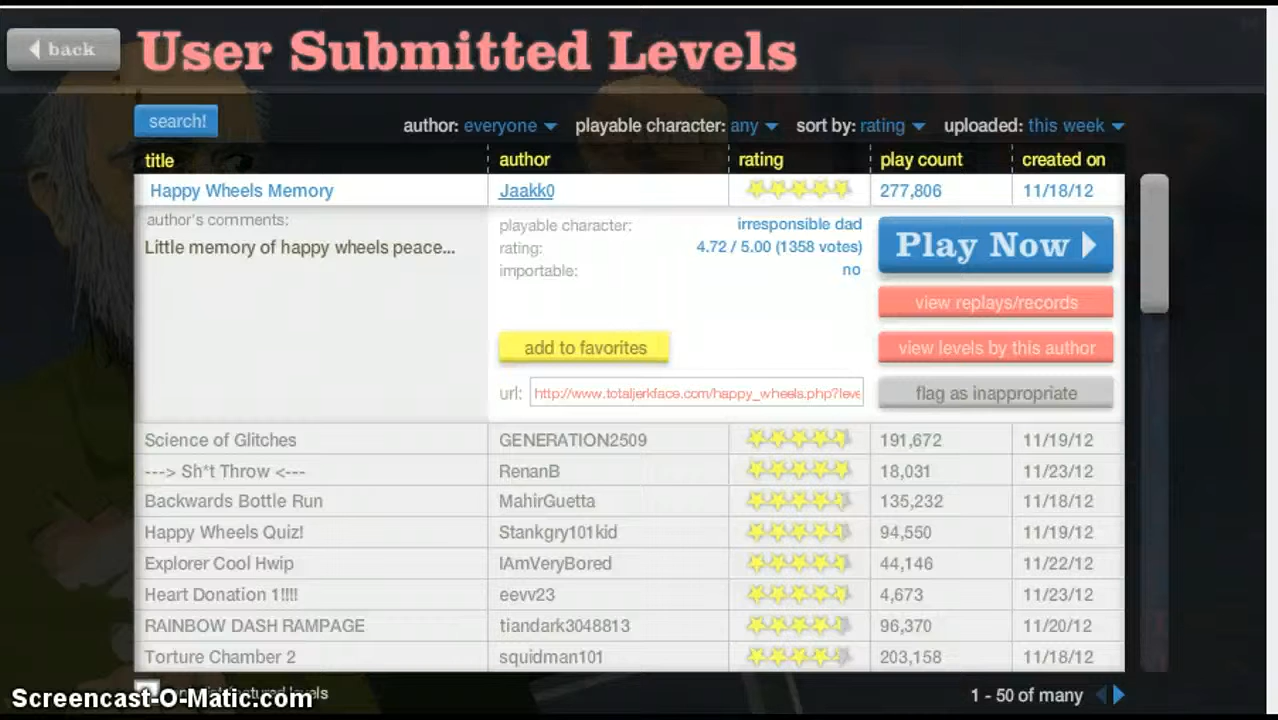 back
User Submitted Levels
search!
author: everyone playable character: any sort by: rating uploaded: this week
title author rating play count created on
Happy Wheels Memory Jaakk0 277,806 11/18/12
author's comments:
Little memory of happy wheels peace...
playable character: irresponsible dad
rating: 4.72 / 5.00 (1358 votes)
importable: no
Play Now
view replays/records
add to favorites
view levels by this author
url: http://www.totaljerkface.com/happy_wheels.php?leve
flag as inappropriate
Science of Glitches GENERATION2509 191,672 11/19/12
---> Sh*t Throw <--- RenanB 18,031 11/23/12
Backwards Bottle Run MahirGuetta 135,232 11/18/12
Happy Wheels Quiz! Stankgry101kid 94,550 11/19/12
Explorer Cool Hwip IAmVeryBored 44,146 11/22/12
Heart Donation 1!!!! eevv23 4,673 11/23/12
RAINBOW DASH RAMPAGE tiandark3048813 96,370 11/20/12
Torture Chamber 2 squidman101 203,158 11/18/12
levels
1 - 50 of many
Screencast-O-Matic.com